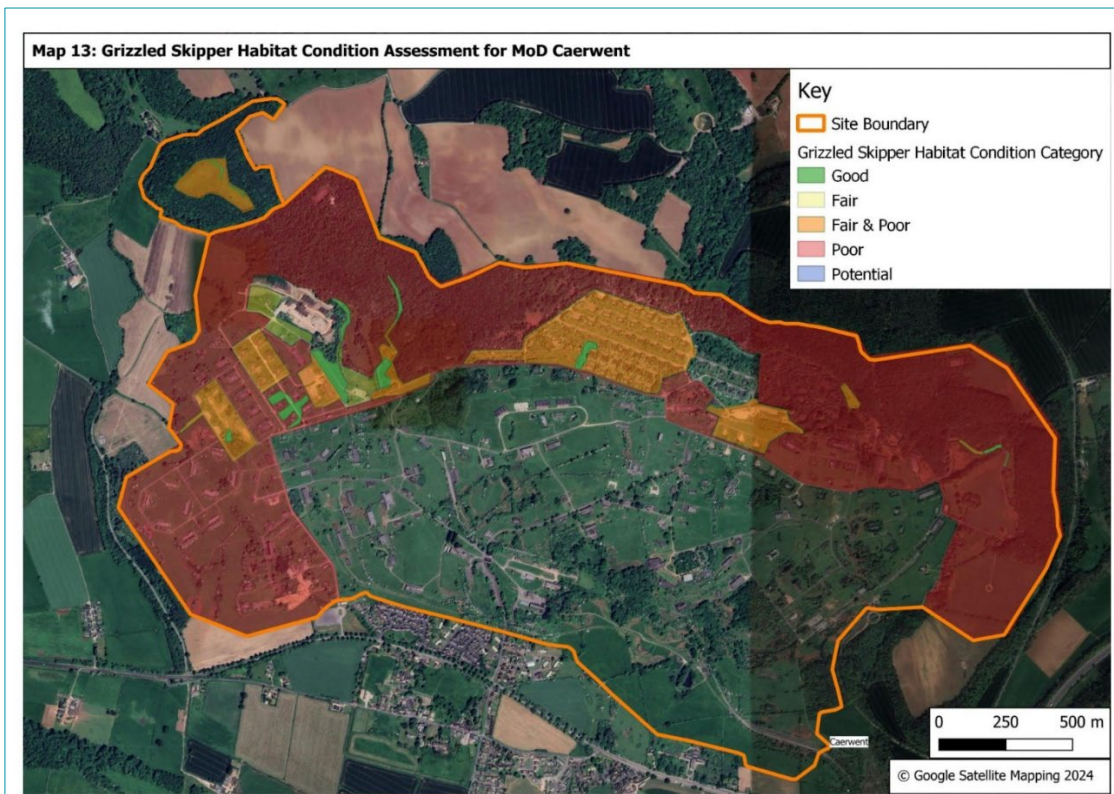 Map 13: Grizzled Skipper Habitat Condition Assessment for MoD Caerwent
Key
Site Boundary
Grizzled Skipper Habitat Condition Category
Good
Fair
Fair & Poor
Poor
Potential
Caerwent
0 250 500 m
© Google Satellite Mapping 2024